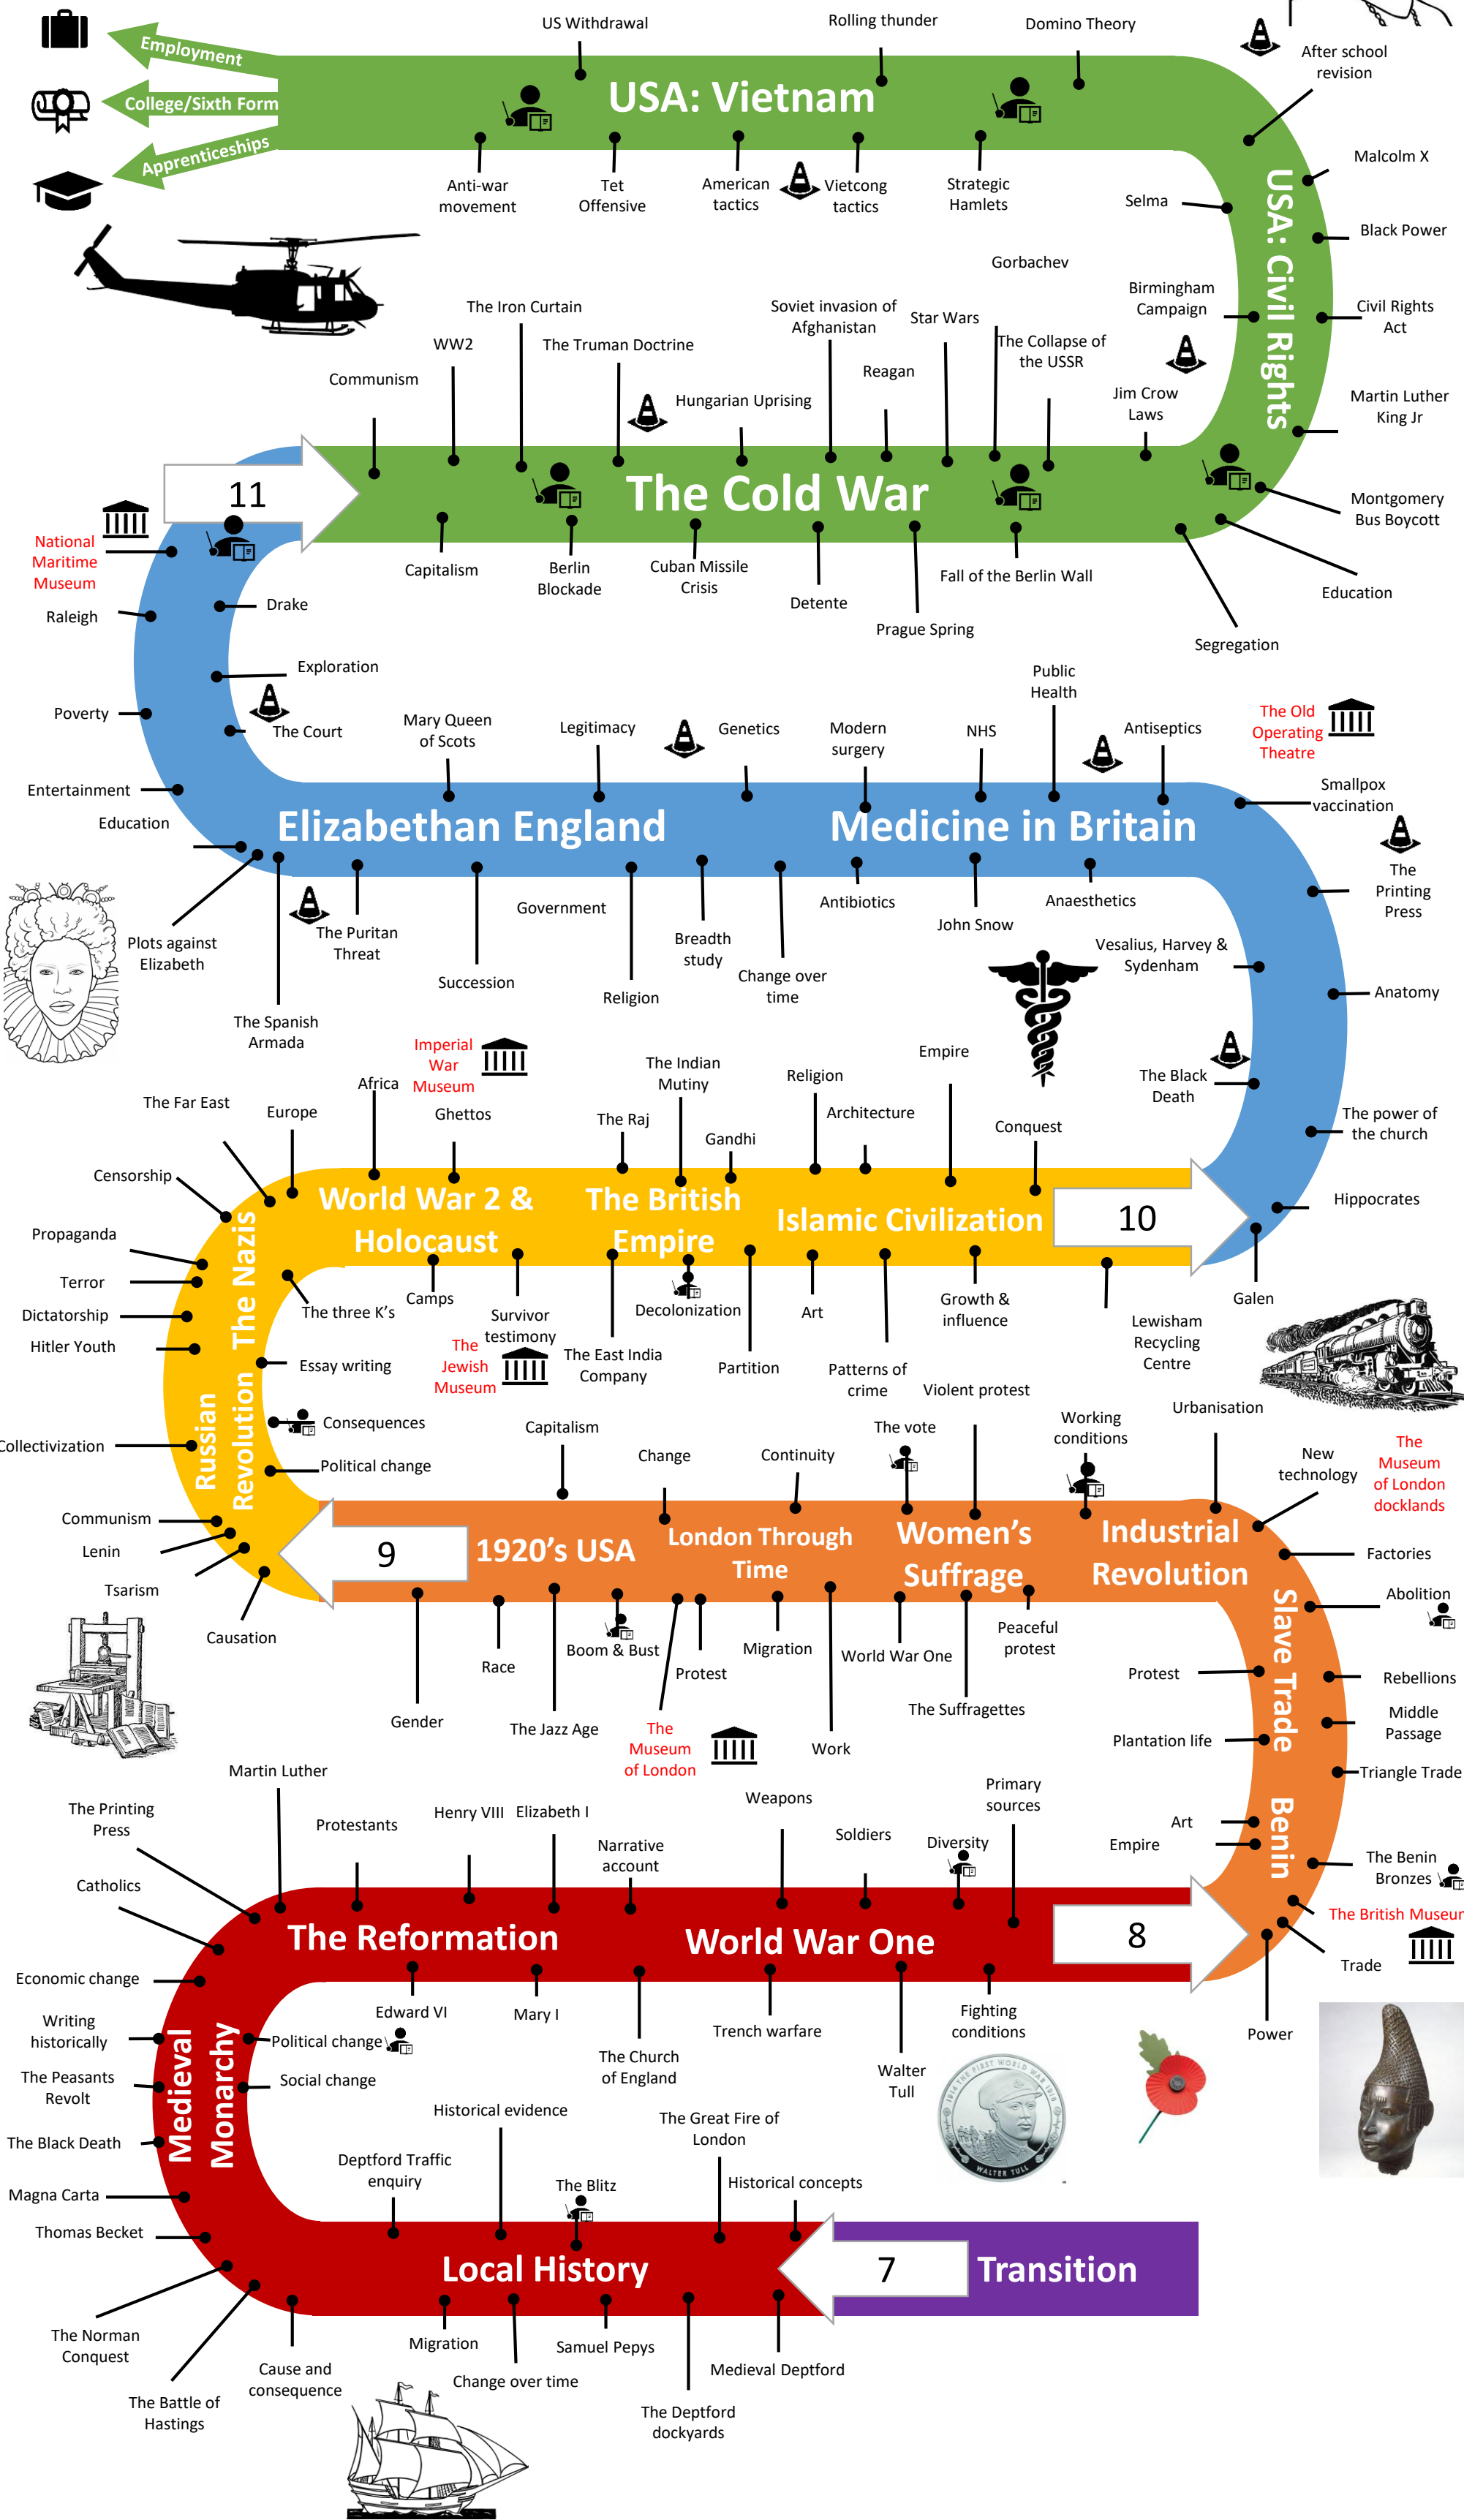 US Withdrawal
Rolling thunder
Domino Theory
After school
revision
Employment
College/Sixth Form
Apprenticeships
USA: Vietnam
Anti-war
movement
Tet
Offensive
American
tactics
Vietcong
tactics
Strategic
Hamlets
Malcolm X
Selma
USA: Civil Rights
Black Power
Gorbachev
Birmingham
Campaign
Civil Rights
Act
The Iron Curtain
Soviet invasion of
Afghanistan
Star Wars
WW2
The Truman Doctrine
The Collapse of
the USSR
Communism
Reagan
Hungarian Uprising
Jim Crow
Laws
Martin Luther
King Jr
11
The Cold War
Montgomery
Bus Boycott
National
Maritime
Museum
Capitalism
Berlin
Blockade
Cuban Missile
Crisis
Detente
Fall of the Berlin Wall
Prague Spring
Education
Segregation
Raleigh
Drake
Exploration
Poverty
The Court
Mary Queen
of Scots
Legitimacy
Genetics
Modern
surgery
NHS
Public
Health
Antiseptics
The Old
Operating
Theatre
Entertainment
Education
Smallpox
vaccination
Elizabethan England
Medicine in Britain
The
Printing
Press
Plots against
Elizabeth
The Puritan
Threat
Government
Succession
Religion
Breadth
study
Change over
time
Antibiotics
John Snow
Anaesthetics
Vesalius, Harvey &
Sydenham
Anatomy
The Spanish
Armada
Imperial
War
Museum
The Black
Death
The power of
the church
The Far East
Europe
Africa
Ghettos
The Raj
The Indian
Mutiny
Gandhi
Religion
Architecture
Empire
Conquest
Censorship
Hippocrates
World War 2 &
Holocaust
The British
Empire
Islamic Civilization
10
Propaganda
Terror
Dictatorship
Hitler Youth
The Nazis
The three K's
Camps
Survivor
testimony
Decolonization
Art
Growth &
influence
Galen
Lewisham
Recycling
Centre
Essay writing
The
Jewish
Museum
The East India
Company
Partition
Patterns of
crime
Violent protest
Russian
Revolution
Consequences
Collectivization
Political change
Capitalism
Change
Continuity
The vote
Working
conditions
Urbanisation
New
technology
The
Museum
of London
docklands
Communism
Lenin
Tsarism
Causation
9
1920's USA
London Through
Time
Women's
Suffrage
Industrial
Revolution
Factories
Abolition
Slave Trade
Gender
Race
The Jazz Age
Boom & Bust
Protest
Migration
World War One
Peaceful
protest
Protest
Rebellions
The Suffragettes
Middle
Passage
Plantation life
The
Museum
of London
Work
Triangle Trade
Martin Luther
The Printing
Press
Protestants
Henry VIII
Elizabeth I
Narrative
account
Weapons
Soldiers
Diversity
Primary
sources
Art
Empire
Benin
The Benin
Bronzes
Catholics
The Reformation
World War One
8
The British Museum
Trade
Power
Economic change
Writing
historically
The Peasants
Revolt
Medieval
Monarchy
Political change
Social change
Edward VI
Mary I
The Church
of England
Trench warfare
Walter
Tull
Fighting
conditions
1914 THE FIRST WORLD WAR 1918
WALTER TULL
The Black Death
Historical evidence
The Great Fire of
London
Deptford Traffic
enquiry
The Blitz
Historical concepts
Magna Carta
Thomas Becket
Local History
7
Transition
The Norman
Conquest
The Battle of
Hastings
Cause and
consequence
Migration
Change over time
Samuel Pepys
The Deptford
dockyards
Medieval Deptford